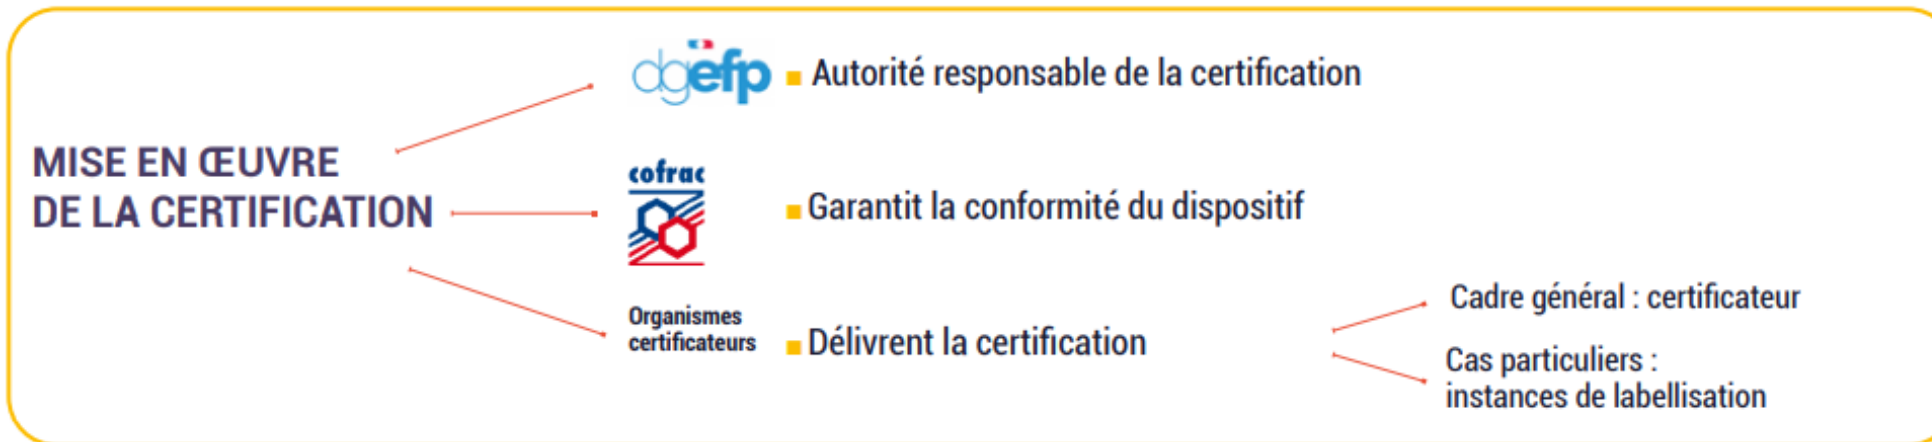 dgefp
Autorité responsable de la certification
MISE EN ŒUVRE
DE LA CERTIFICATION
cofrac
Garantit la conformité du dispositif
Organismes
certificateurs
Délivrent la certification
Cadre général : certificateur
Cas particuliers :
instances de labellisation